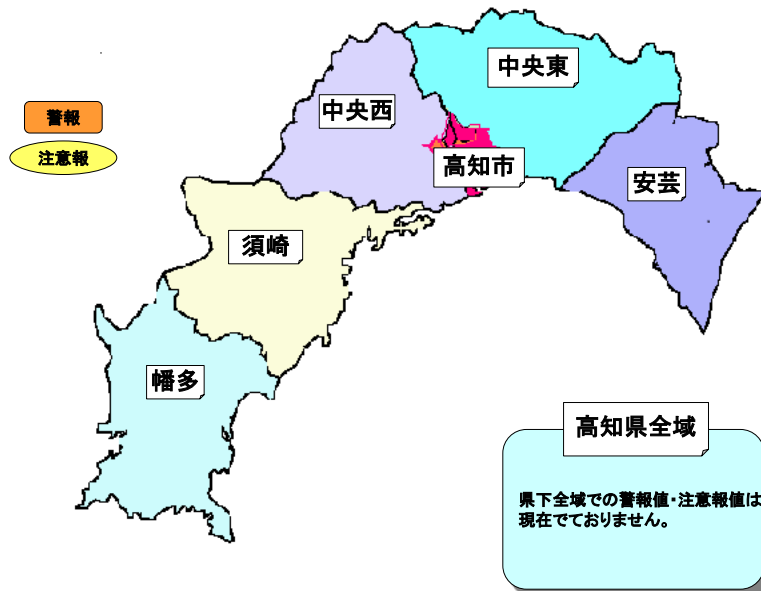 中央東
中央西
警報
注意報
高知市
安芸
須崎
幡多
高知県全域
県下全域での警報値・注意報値は
現在でておりません。